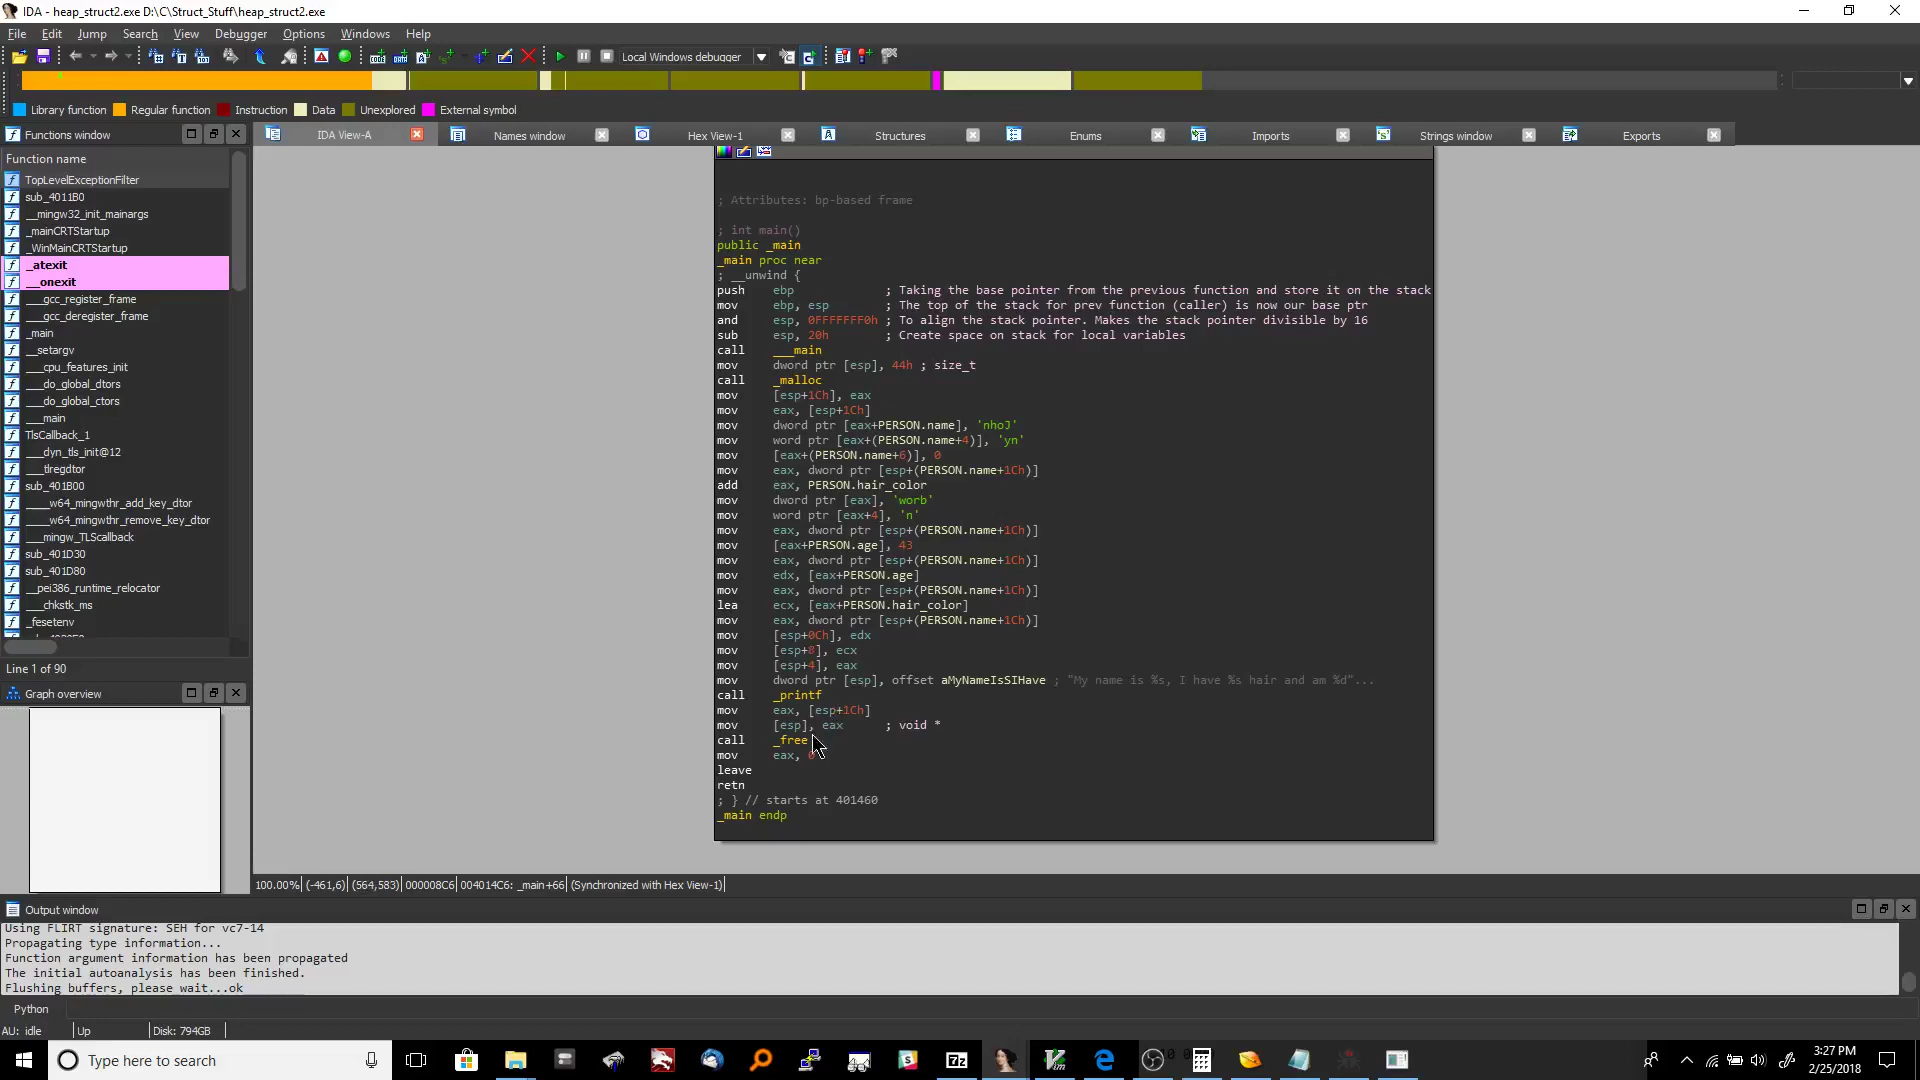 IDA - heap_struct2.exe D:\C\Struct_Stuff\heap_struct2.exe
File Edit Jump Search View Debugger Options Windows Help
Local Windows debugger
Library function Regular function Instruction Data Unexplored External symbol
Functions window
IDA View-A Names window Hex View-1 Structures Enums Imports Strings window Exports
Function name
TopLevelExceptionFilter
sub_4011B0
__mingw32_init_mainargs
_mainCRTStartup
_WinMainCRTStartup
_atexit
__onexit
___gcc_register_frame
___gcc_deregister_frame
_main
__setargv
___cpu_features_init
___do_global_dtors
___do_global_ctors
___main
TlsCallback_1
___dyn_tls_init@12
___tlregdtor
sub_401B00
____w64_mingwthr_add_key_dtor
____w64_mingwthr_remove_key_dtor
___mingw_TLScallback
sub_401D30
sub_401D80
__pei386_runtime_relocator
___chkstk_ms
_fesetenv
Line 1 of 90
Graph overview
; Attributes: bp-based frame
; int main()
public _main
_main proc near
; __unwind {
push ebp ; Taking the base pointer from the previous function and store it on the stack
mov ebp, esp ; The top of the stack for prev function (caller) is now our base ptr
and esp, 0FFFFFFF0h ; To align the stack pointer. Makes the stack pointer divisible by 16
sub esp, 20h ; Create space on stack for local variables
call ___main
mov dword ptr [esp], 44h ; size_t
call _malloc
mov [esp+1Ch], eax
mov eax, [esp+1Ch]
mov dword ptr [eax+PERSON.name], 'nhoJ'
mov word ptr [eax+(PERSON.name+4)], 'yn'
mov [eax+(PERSON.name+6)], 0
mov eax, dword ptr [esp+(PERSON.name+1Ch)]
add eax, PERSON.hair_color
mov dword ptr [eax], 'worb'
mov word ptr [eax+4], 'n'
mov eax, dword ptr [esp+(PERSON.name+1Ch)]
mov [eax+PERSON.age], 43
mov eax, dword ptr [esp+(PERSON.name+1Ch)]
mov edx, [eax+PERSON.age]
mov eax, dword ptr [esp+(PERSON.name+1Ch)]
lea ecx, [eax+PERSON.hair_color]
mov eax, dword ptr [esp+(PERSON.name+1Ch)]
mov [esp+0Ch], edx
mov [esp+8], ecx
mov [esp+4], eax
mov dword ptr [esp], offset aMyNameIsSIHave ; "My name is %s, I have %s hair and am %d"...
call _printf
mov eax, [esp+1Ch]
mov [esp], eax ; void *
call _free
mov eax, 0
leave
retn
; } // starts at 401460
_main endp
100.00% (-461,6) (564,583) 000008C6 004014C6: _main+66 (Synchronized with Hex View-1)
Output window
Using FLIRT signature: SEH for vc7-14
Propagating type information...
Function argument information has been propagated
The initial autoanalysis has been finished.
Flushing buffers, please wait...ok
Python
AU: idle Up Disk: 794GB
Type here to search
3:27 PM
2/25/2018